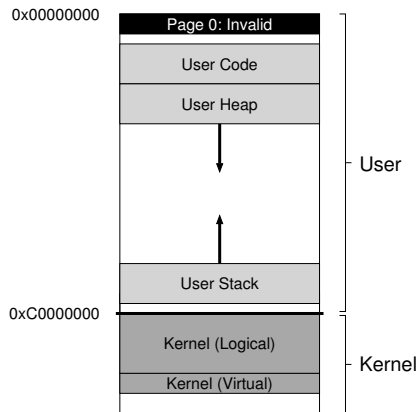 0x00000000
Page 0: Invalid
User Code
User Heap
User
User Stack
0xC0000000
Kernel (Logical)
Kernel
Kernel (Virtual)